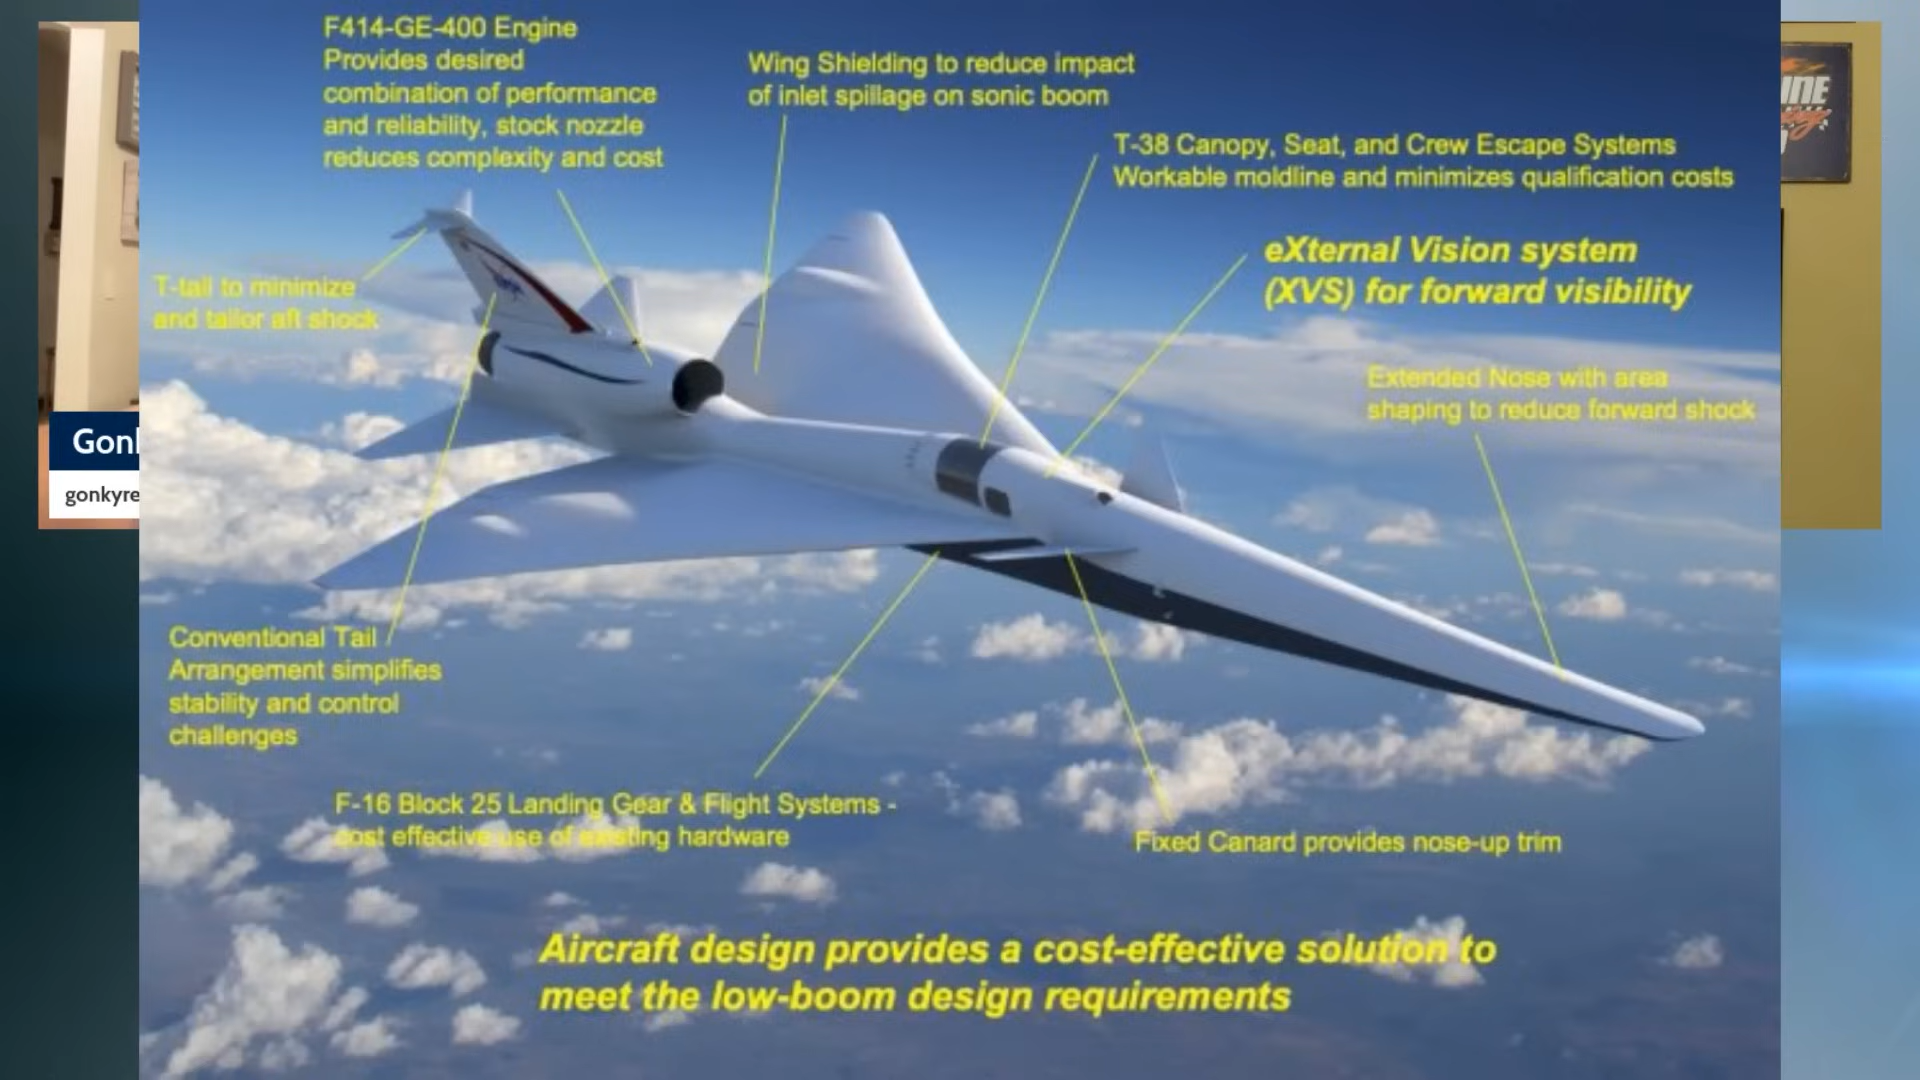 F414-GE-400 Engine
Provides desired
combination of performance
and reliability, stock nozzle
reduces complexity and cost
Wing Shielding to reduce impact
of inlet spillage on sonic boom
T-38 Canopy, Seat, and Crew Escape Systems
Workable moldline and minimizes qualification costs
eXternal Vision system
(XVS) for forward visibility
T-tail to minimize
and tailor aft shock
Extended Nose with area
shaping to reduce forward shock
Gonk
gonkyre
Conventional Tail
Arrangement simplifies
stability and control
challenges
F-16 Block 25 Landing Gear & Flight Systems -
cost effective use of existing hardware
Fixed Canard provides nose-up trim
Aircraft design provides a cost-effective solution to
meet the low-boom design requirements